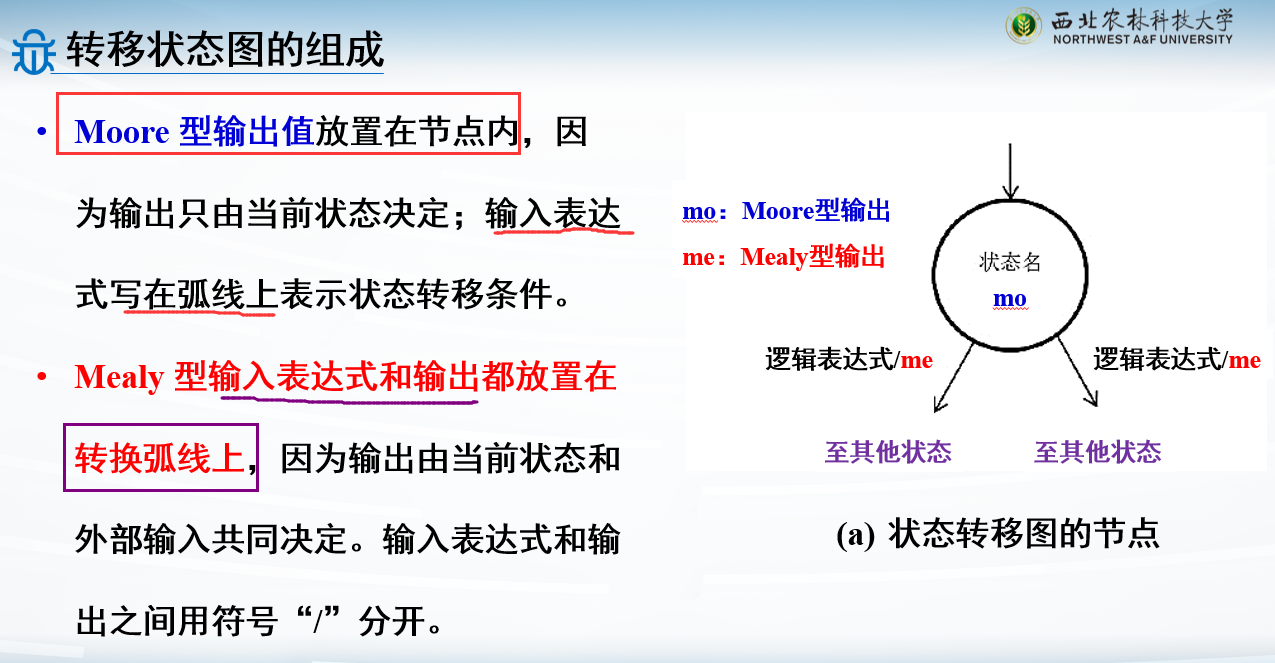 转移状态图的组成
西北农林科技大学
NORTHWEST A&F UNIVERSITY
• Moore 型输出值放置在节点内，因
为输出只由当前状态决定；输入表达
式写在弧线上表示状态转移条件。
• Mealy 型输入表达式和输出都放置在
转换弧线上，因为输出由当前状态和
外部输入共同决定。输入表达式和输
出之间用符号“/”分开。
mo：Moore型输出
me：Mealy型输出
状态名
mo
逻辑表达式/me
逻辑表达式/me
至其他状态
至其他状态
(a) 状态转移图的节点